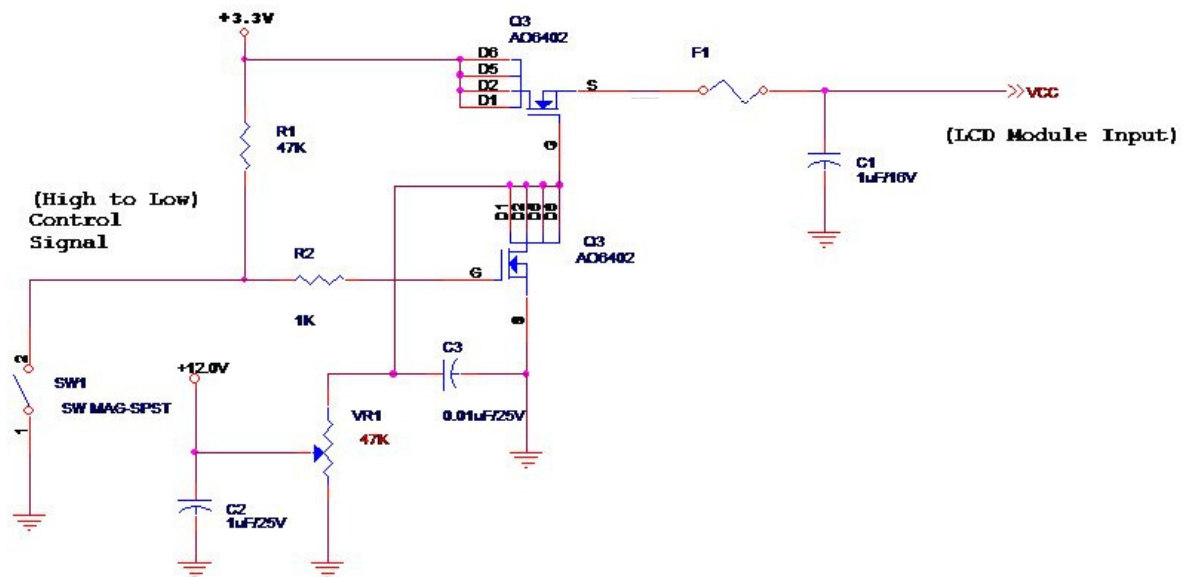 +3.3V
Q3
AO6402
F1
D6
D5
D2
D1
S
VCC
(LCD Module Input)
R1
47K
G
C1
1uF/16V
(High to Low)
Control
Signal
D1
D2
Q3
AO6402
R2
G
1K
2
SW1
SW MAG-SPST
1
+12.0V
C3
0.01uF/25V
VR1
47K
C2
1uF/25V